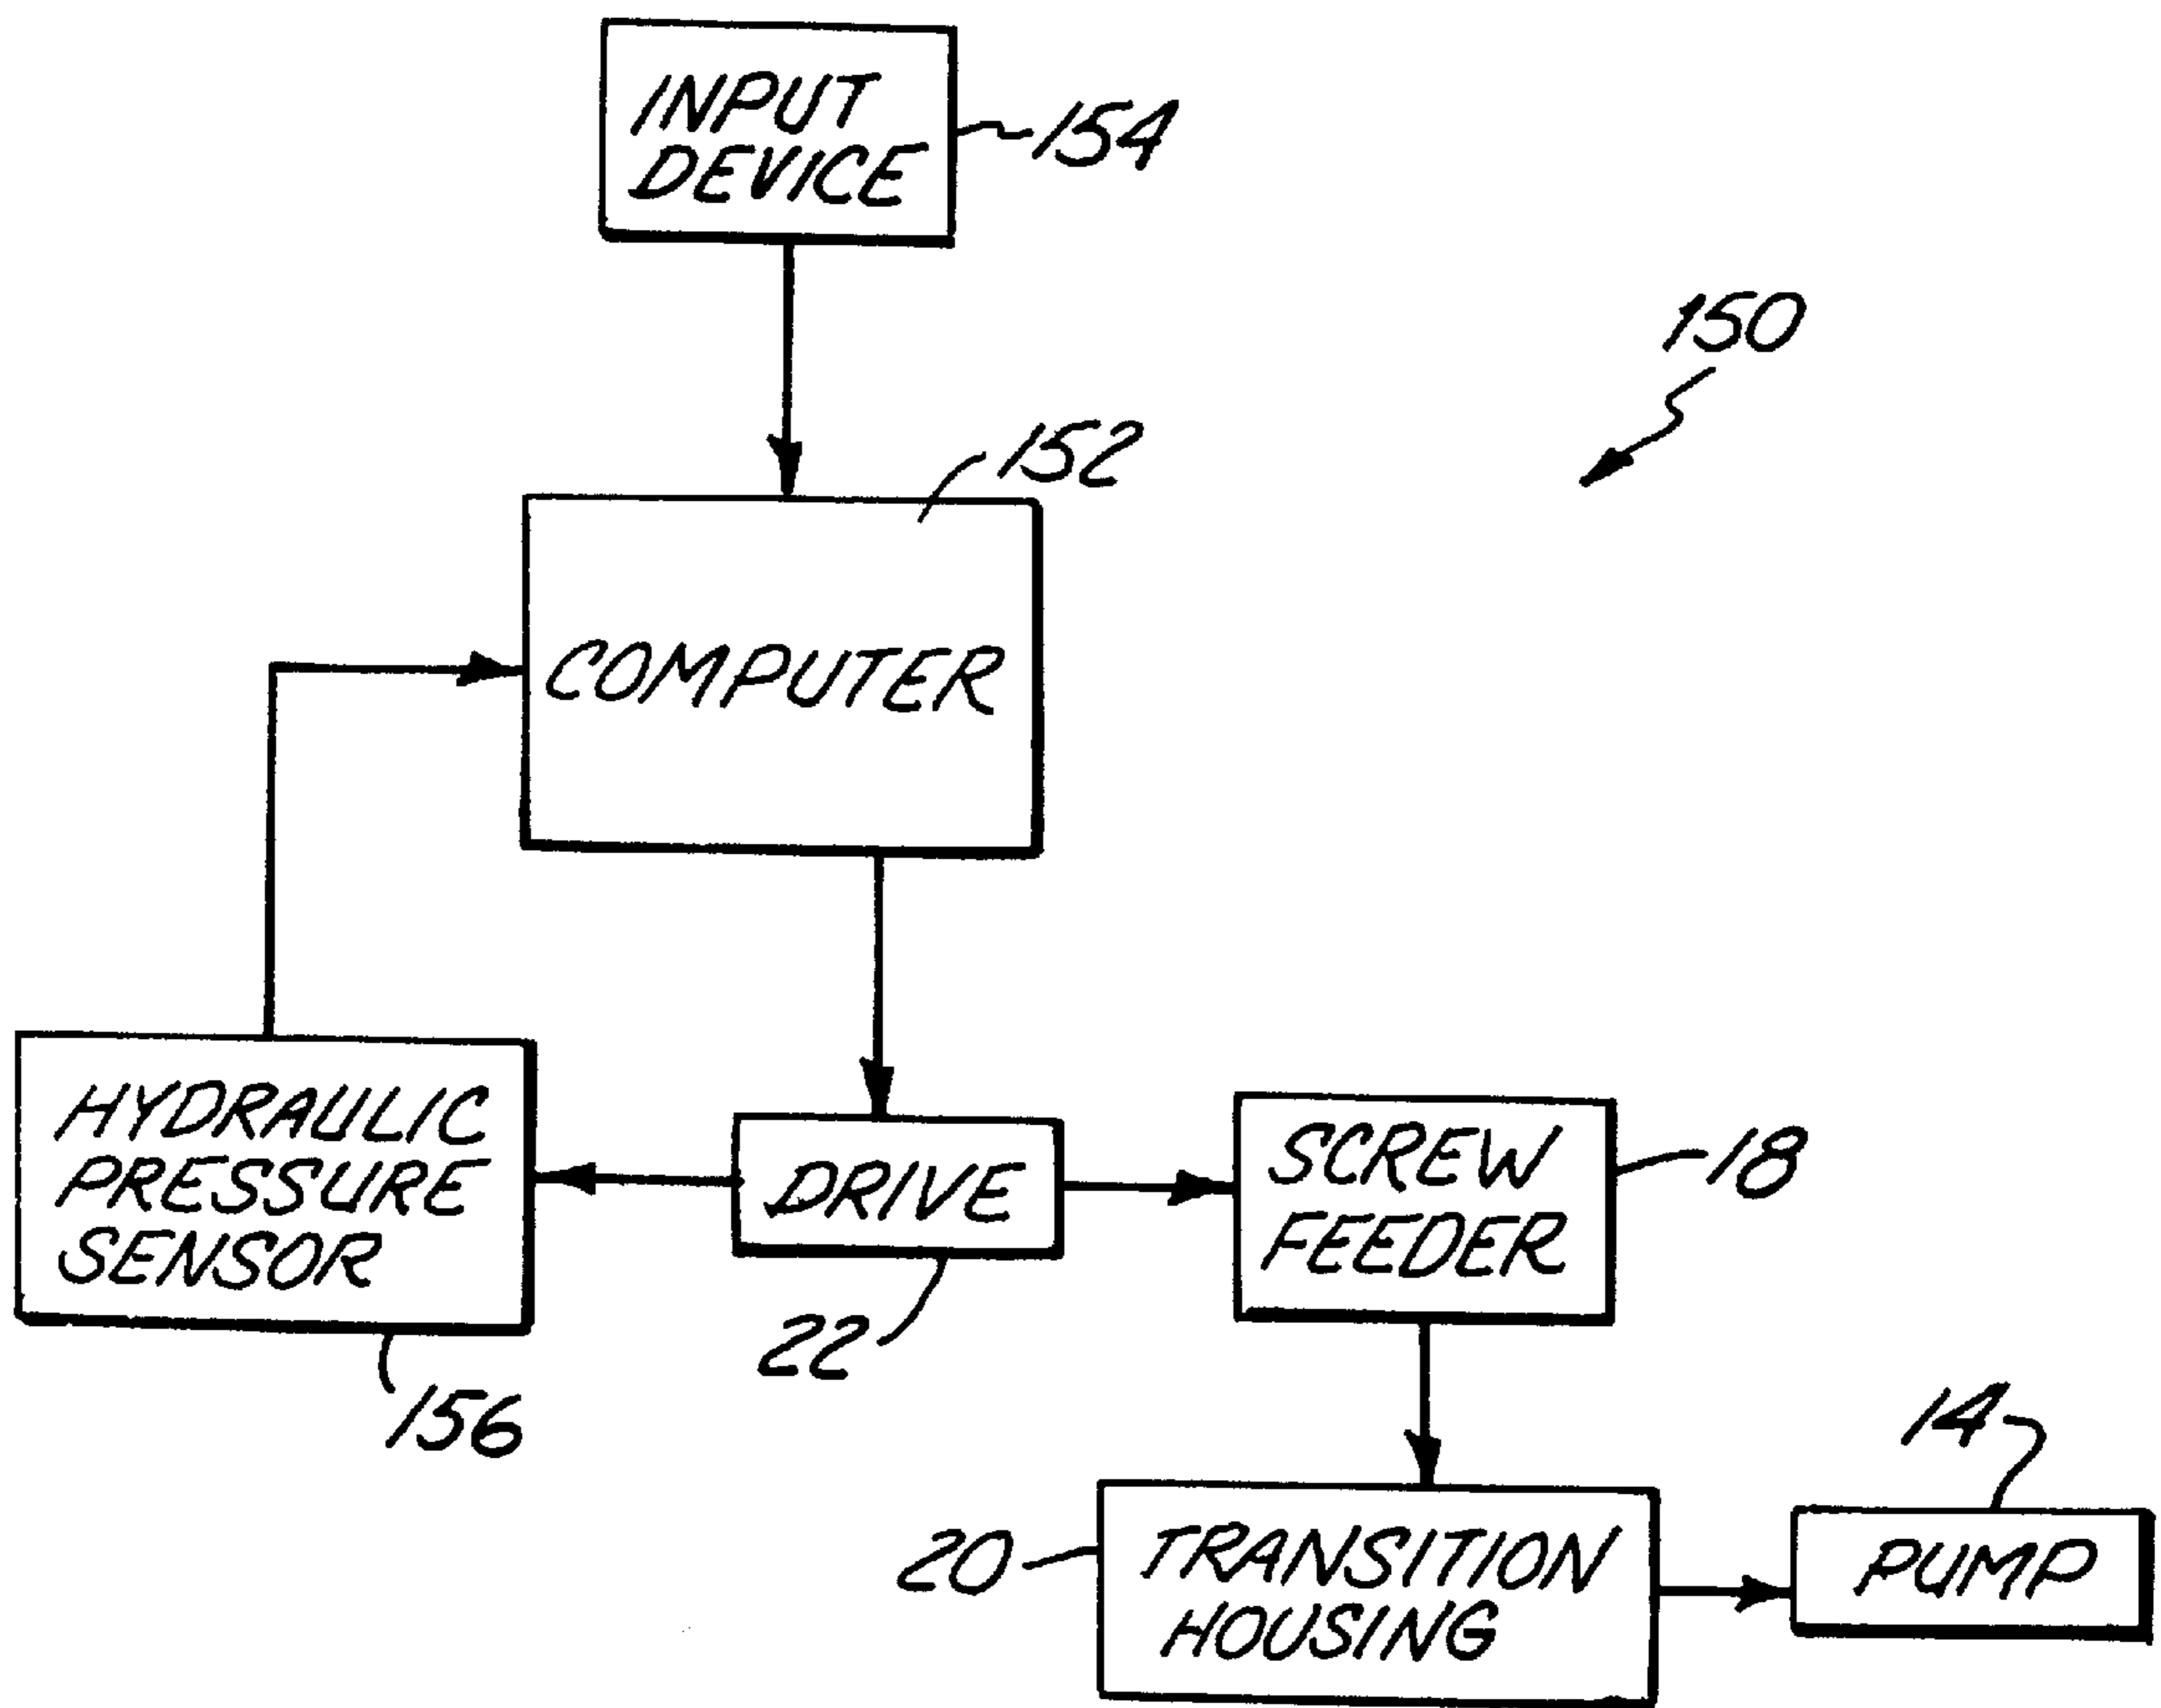 INPUT
DEVICE
154
150
152
COMPUTER
HYDRAULIC
PRESSURE
SENSOR
156
DRIVE
22
SCREW
FEEDER
18
14
20
TRANSITION
HOUSING
PUMP